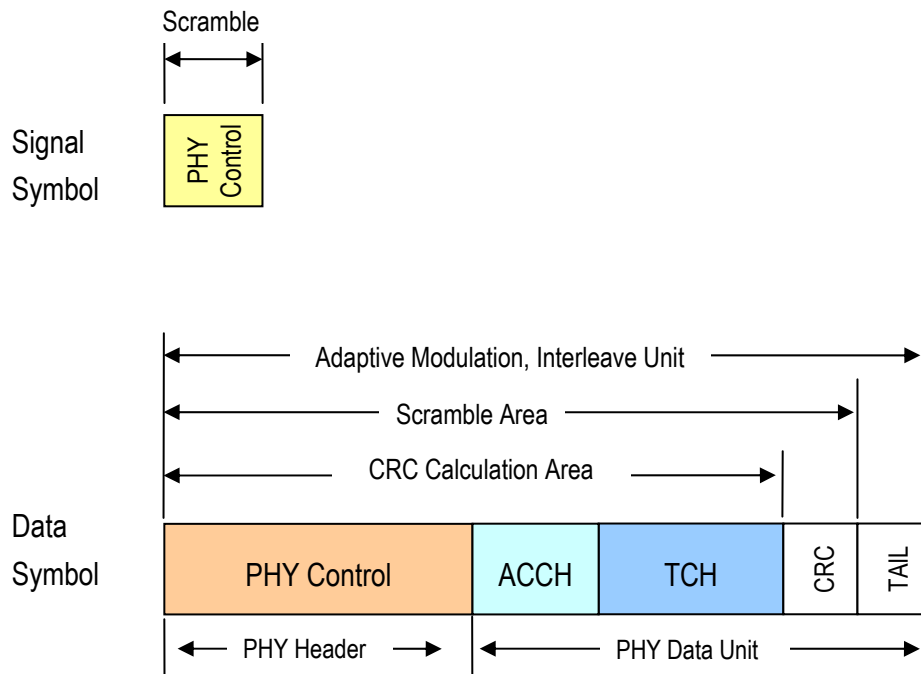 Scramble
Signal
Symbol
PHY
Control
Adaptive Modulation, Interleave Unit
Scramble Area
CRC Calculation Area
Data
Symbol
PHY Control
ACCH
TCH
CRC
TAIL
PHY Header
PHY Data Unit